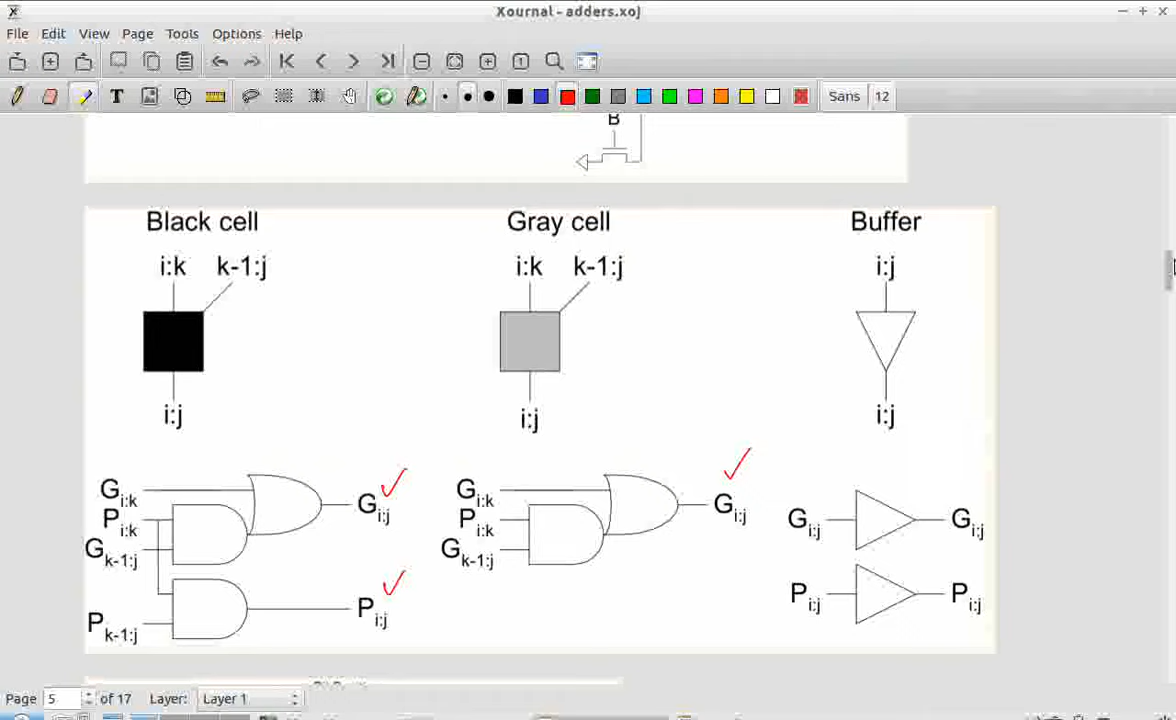 Xournal - adders.xoj
File Edit View Page Tools Options Help
Sans 12
B
Black cell Gray cell Buffer
i:k k-1:j i:k k-1:j i:j
i:j i:j i:j
G i:k G i:j G i:k G i:j
P i:k P i:k G i:j G i:j
G k-1:j G k-1:j
P i:j P i:j P i:j
P k-1:j
Page 5 of 17 Layer: Layer 1